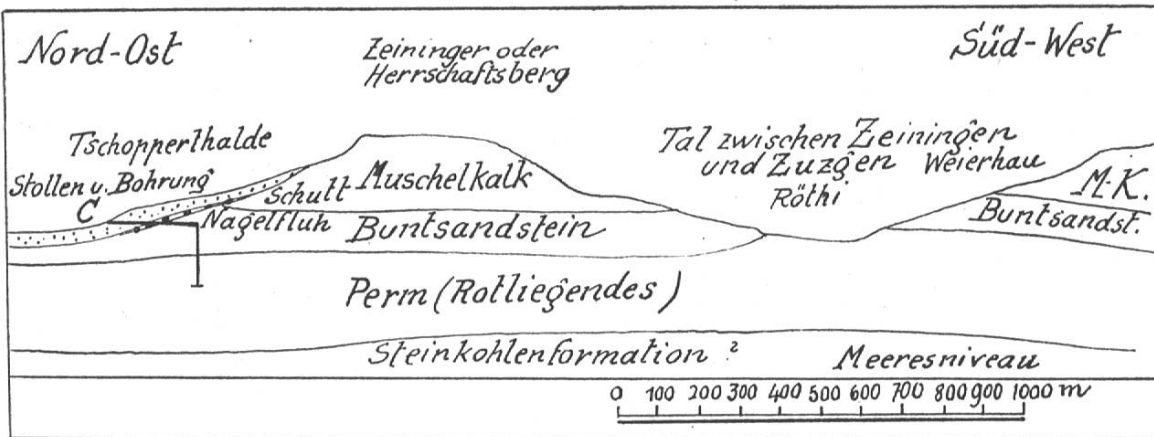 Nord-Ost
Zeininger oder
Herrschaftsberg
Süd-West
Tschopperthalde
Stollen u. Bohrung
C
Schutt
Nagelfluh
Muschelkalk
Buntsandstein
Tal zwischen Zeiningen
und Zuzgen
Röthi
Weierhau
M.K.
Buntsandst.
Perm (Rotliegendes)
Steinkohlenformation ?
Meeresniveau
0 100 200 300 400 500 600 700 800 900 1000 m